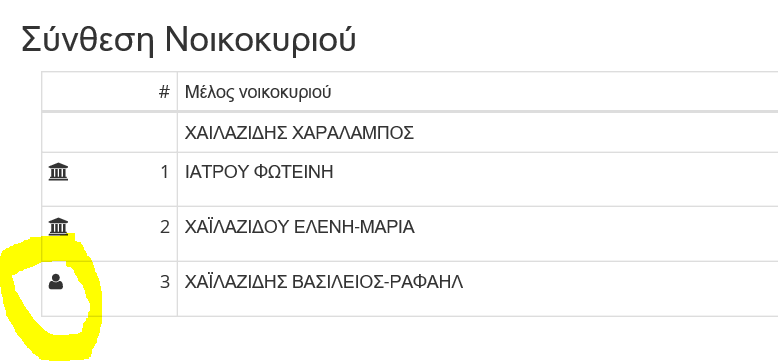 Σύνθεση Νοικοκυριού
# Μέλος νοικοκυριού
ΧΑΙΛΑΖΙΔΗΣ ΧΑΡΑΛΑΜΠΟΣ
1 ΙΑΤΡΟΥ ΦΩΤΕΙΝΗ
2 ΧΑΪΛΑΖΙΔΟΥ ΕΛΕΝΗ-ΜΑΡΙΑ
3 ΧΑΪΛΑΖΙΔΗΣ ΒΑΣΙΛΕΙΟΣ-ΡΑΦΑΗΛ